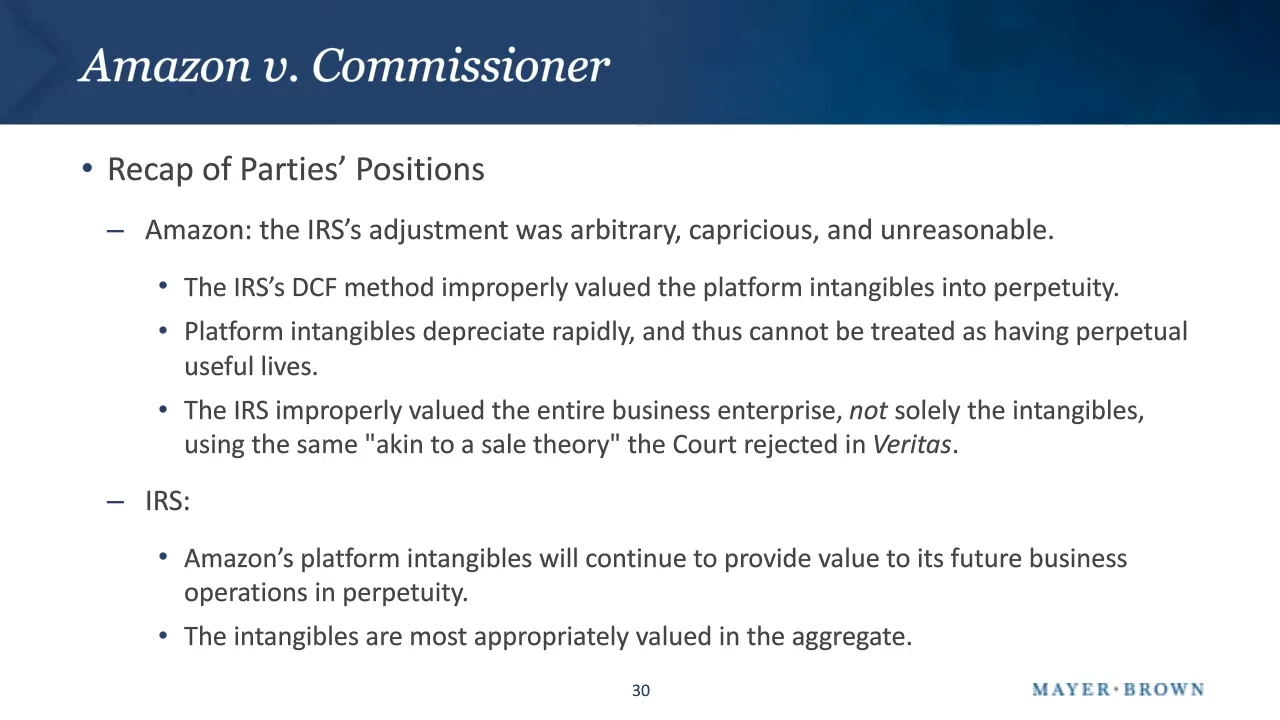 Amazon v. Commissioner
• Recap of Parties’ Positions
– Amazon: the IRS’s adjustment was arbitrary, capricious, and unreasonable.
• The IRS’s DCF method improperly valued the platform intangibles into perpetuity.
• Platform intangibles depreciate rapidly, and thus cannot be treated as having perpetual
useful lives.
• The IRS improperly valued the entire business enterprise, not solely the intangibles,
using the same "akin to a sale theory" the Court rejected in Veritas.
– IRS:
• Amazon’s platform intangibles will continue to provide value to its future business
operations in perpetuity.
• The intangibles are most appropriately valued in the aggregate.
30
MAYER•BROWN